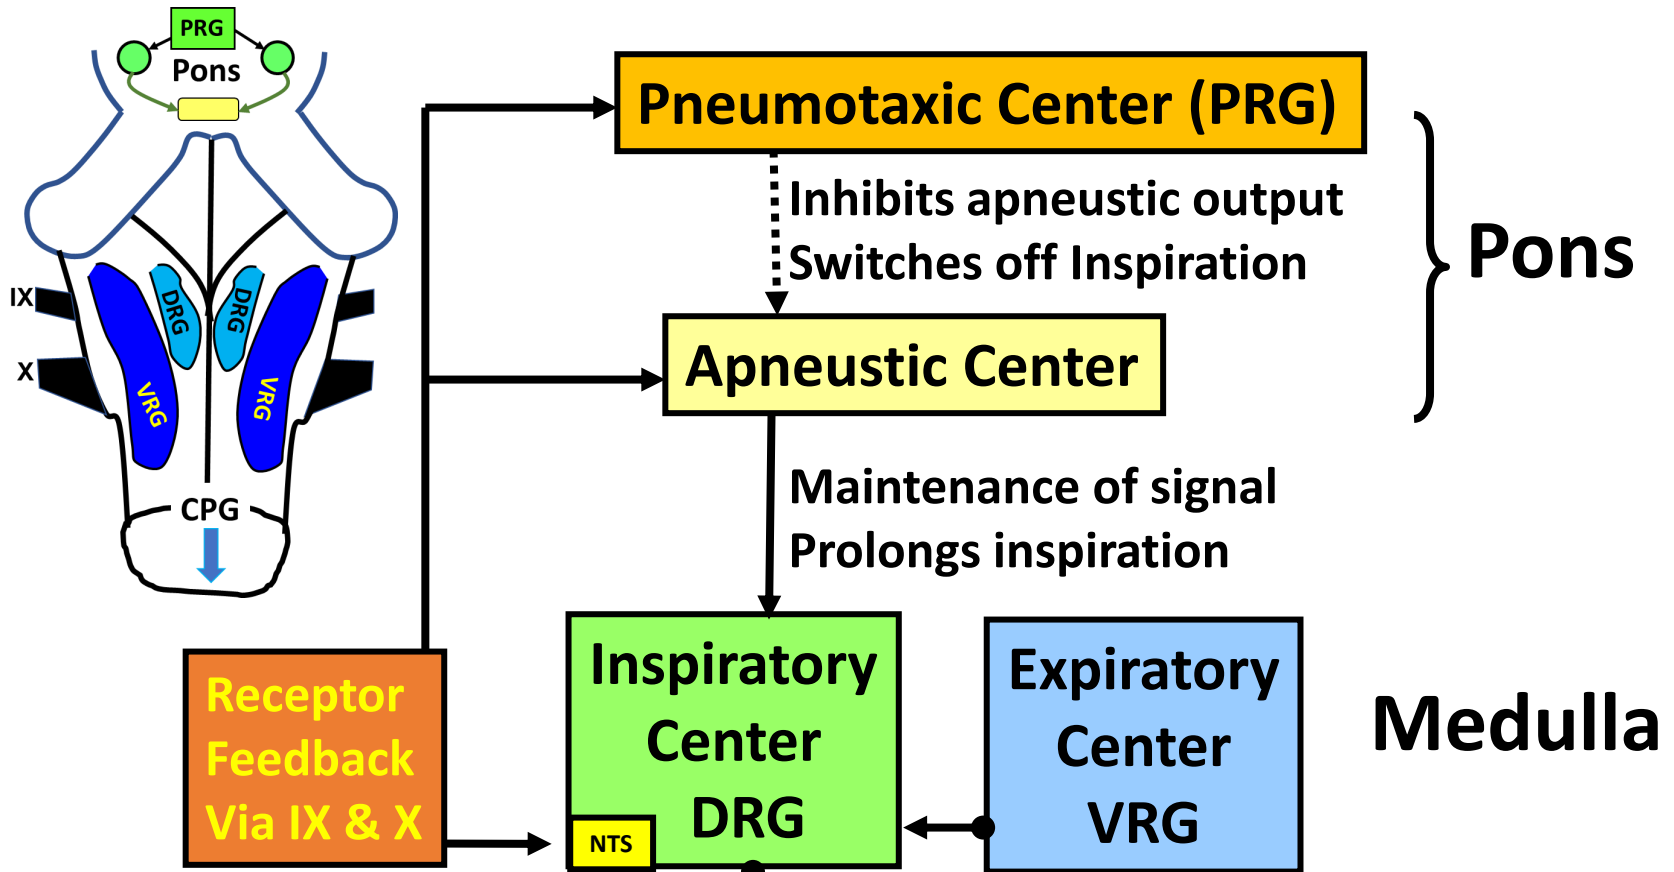 PRG
Pons
IX
X
DRG
DRG
VRG
VRG
CPG
Pneumotaxic Center (PRG)
Inhibits apneustic output
Switches off Inspiration
Pons
Apneustic Center
Maintenance of signal
Prolongs inspiration
Receptor
Feedback
Via IX & X
Inspiratory
Center
DRG
NTS
Expiratory
Center
VRG
Medulla